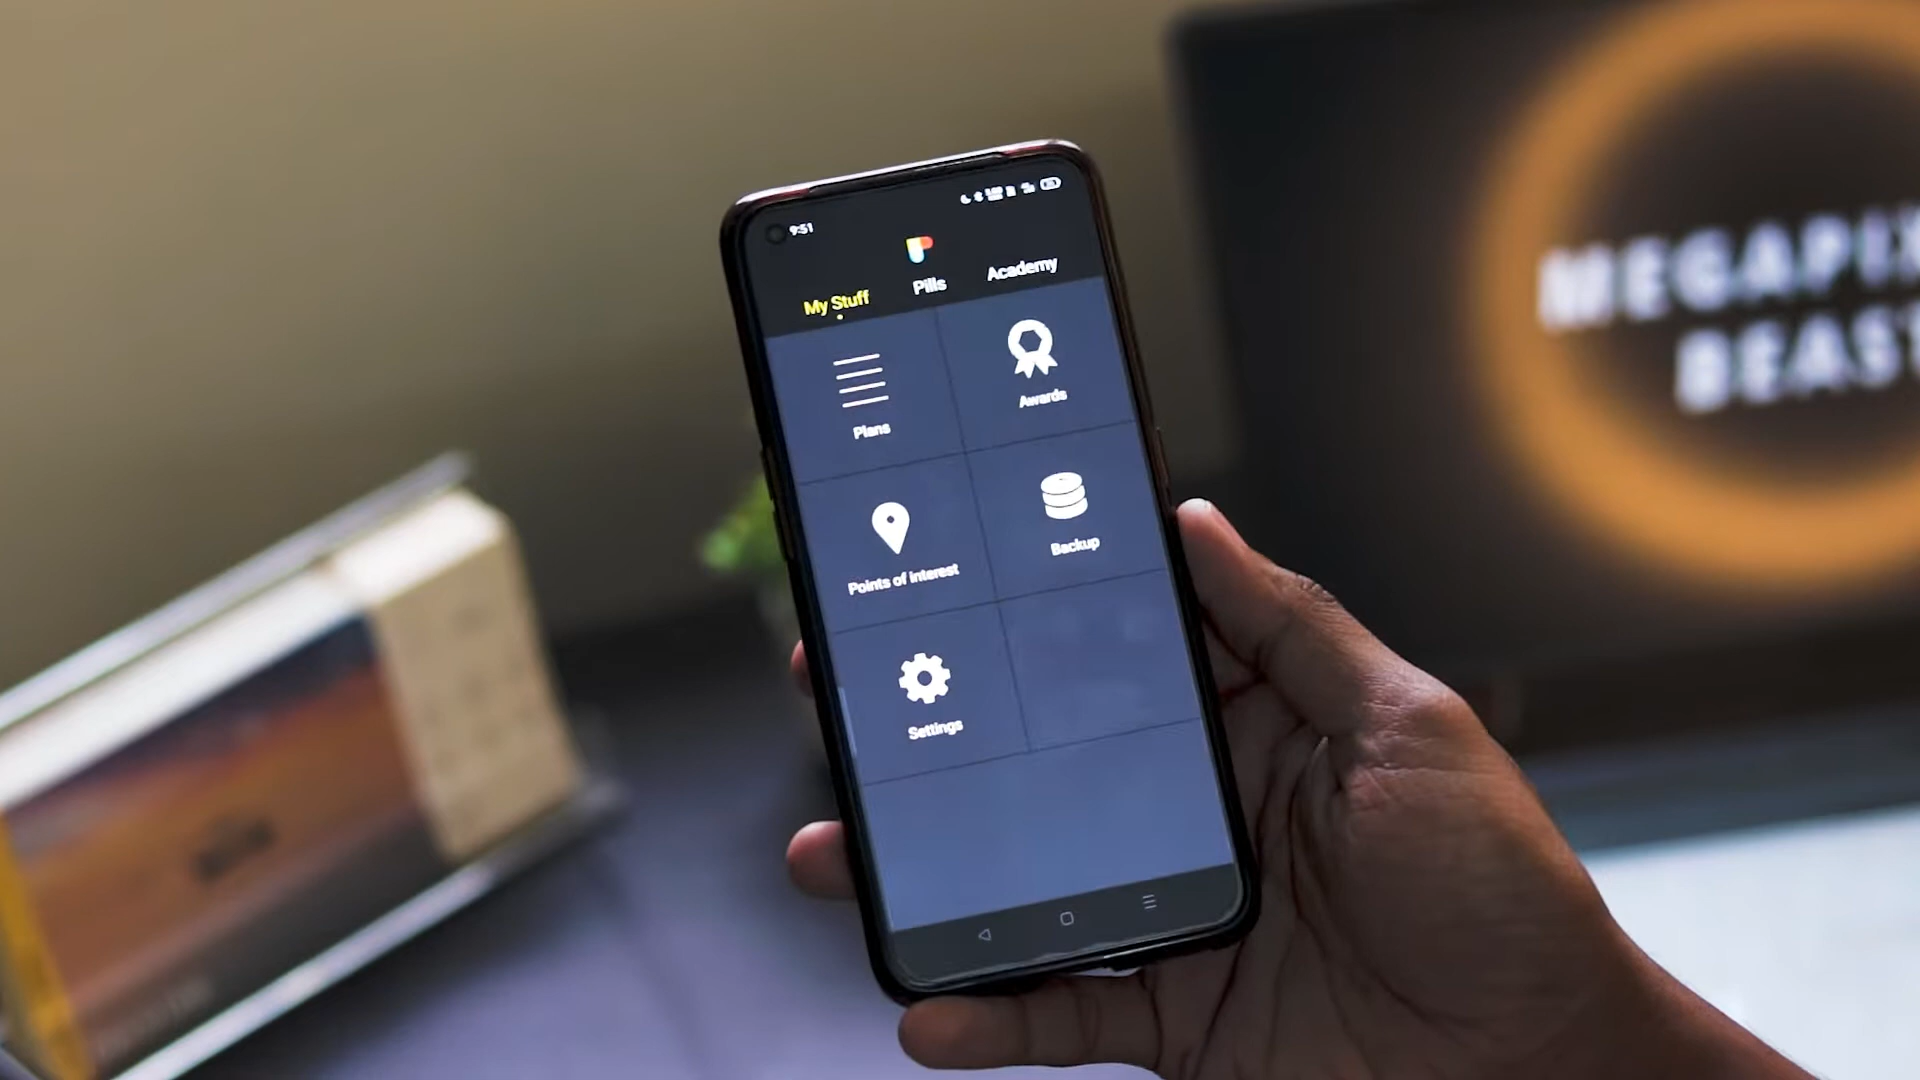 9:51
My Stuff
Pills
Academy
Plans
Awards
Points of interest
Backup
Settings
MEGAPIX
BEAST